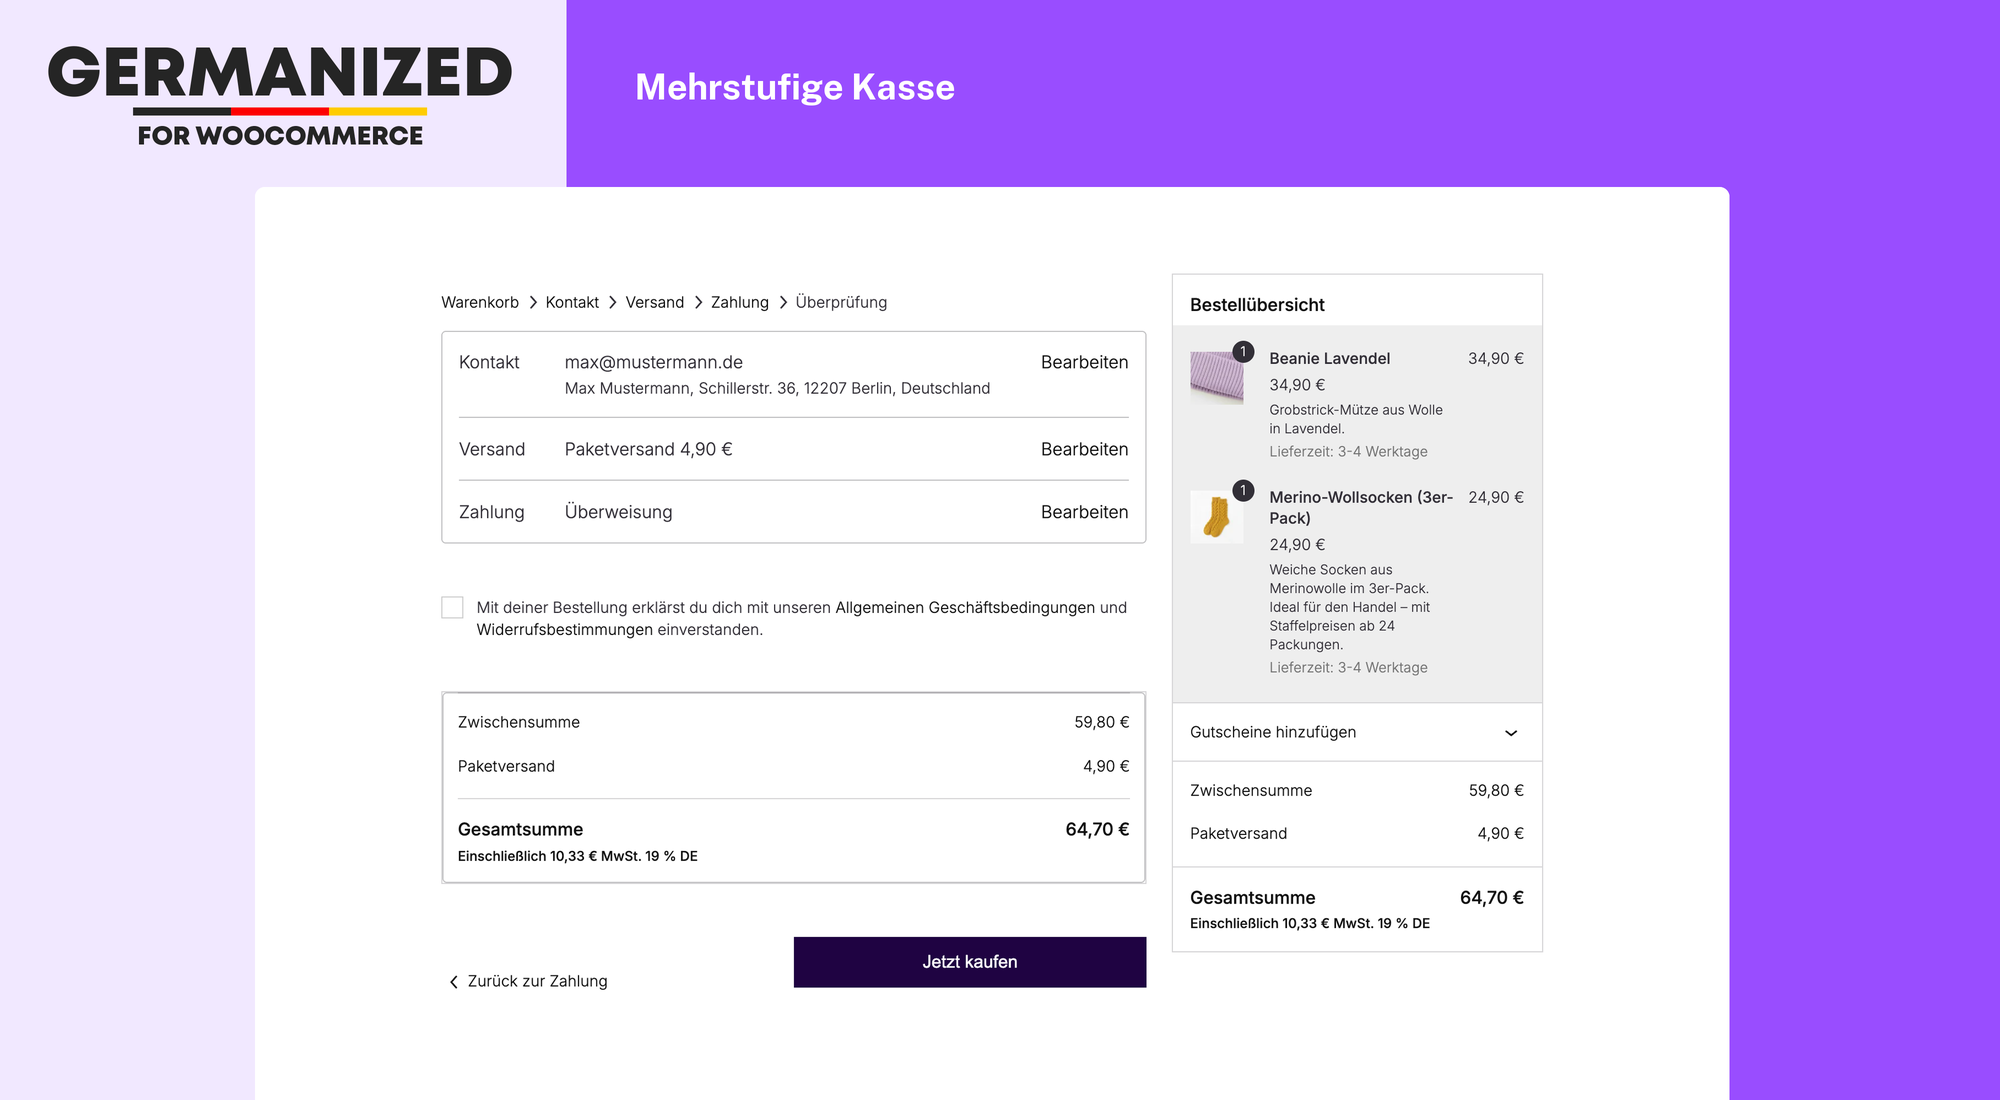 GERMANIZED
FOR WOOCOMMERCE
Mehrstufige Kasse
Warenkorb > Kontakt > Versand > Zahlung > Überprüfung
Kontakt max@mustermann.de Bearbeiten
Max Mustermann, Schillerstr. 36, 12207 Berlin, Deutschland
Versand Paketversand 4,90 € Bearbeiten
Zahlung Überweisung Bearbeiten
Mit deiner Bestellung erklärst du dich mit unseren Allgemeinen Geschäftsbedingungen und
Widerrufsbestimmungen einverstanden.
Zwischensumme 59,80 €
Paketversand 4,90 €
Gesamtsumme 64,70 €
Einschließlich 10,33 € MwSt. 19 % DE
Zurück zur Zahlung
Jetzt kaufen
Bestellübersicht
1
Beanie Lavendel 34,90 €
34,90 €
Grobstrick-Mütze aus Wolle
in Lavendel.
Lieferzeit: 3-4 Werktage
1
Merino-Wollsocken (3er- 24,90 €
Pack)
24,90 €
Weiche Socken aus
Merinowolle im 3er-Pack.
Ideal für den Handel – mit
Staffelpreisen ab 24
Packungen.
Lieferzeit: 3-4 Werktage
Gutscheine hinzufügen
Zwischensumme 59,80 €
Paketversand 4,90 €
Gesamtsumme 64,70 €
Einschließlich 10,33 € MwSt. 19 % DE